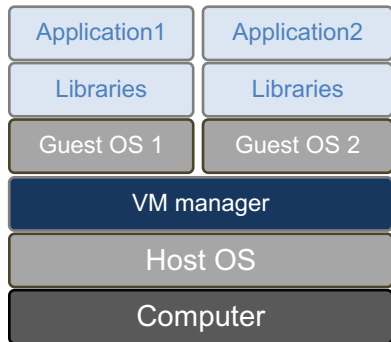 Application1 Application2
Libraries Libraries
Guest OS 1 Guest OS 2
VM manager
Host OS
Computer